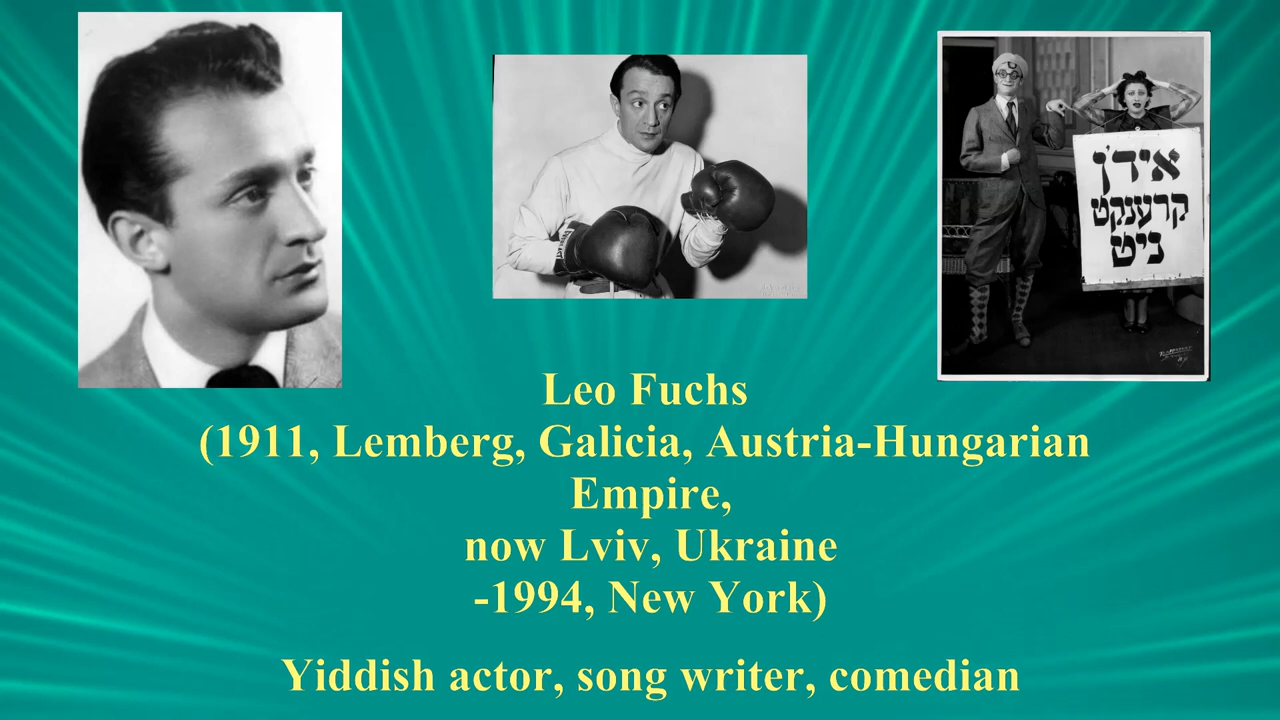 אידן
קרענקט
ניט
Leo Fuchs
(1911, Lemberg, Galicia, Austria-Hungarian
Empire,
now Lviv, Ukraine
-1994, New York)
Yiddish actor, song writer, comedian